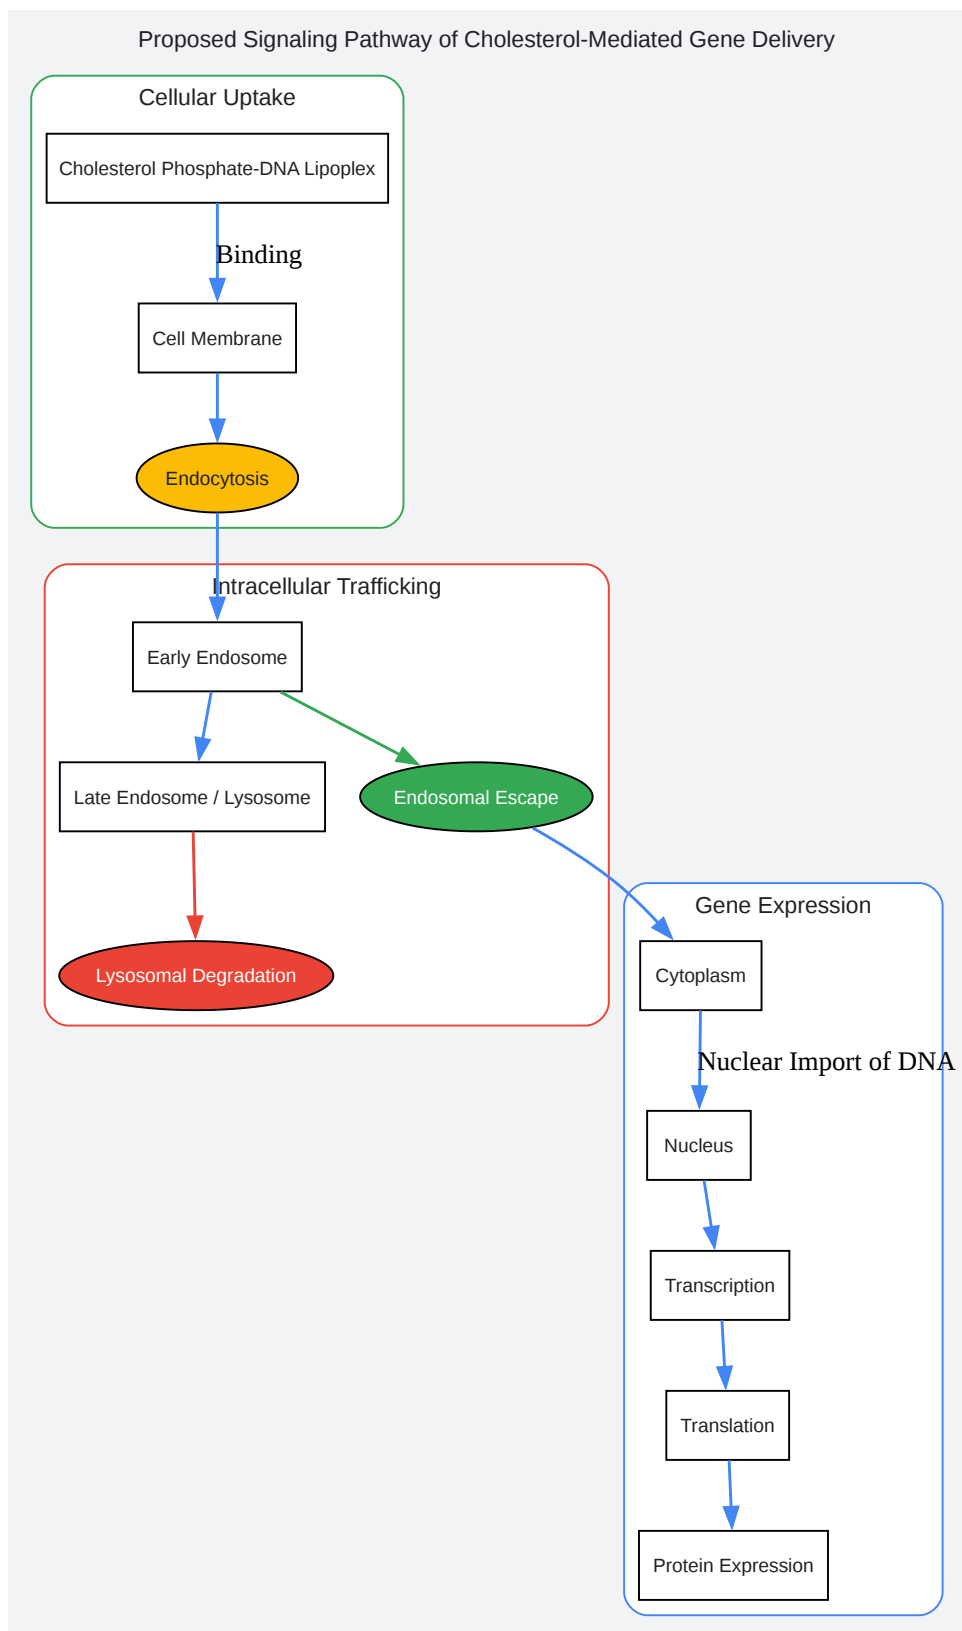 Proposed Signaling Pathway of Cholesterol-Mediated Gene Delivery
Cellular Uptake
Cholesterol Phosphate-DNA Lipoplex
Binding
Cell Membrane
Endocytosis
Intracellular Trafficking
Early Endosome
Late Endosome / Lysosome
Endosomal Escape
Lysosomal Degradation
Gene Expression
Cytoplasm
Nuclear Import of DNA
Nucleus
Transcription
Translation
Protein Expression